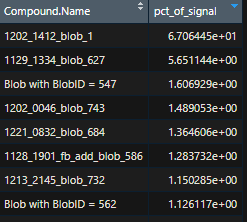 Compound.Name pct_of_signal
1202_1412_blob_1 6.706445e+01
1129_1334_blob_627 5.651144e+00
Blob with BlobID = 547 1.606929e+00
1202_0046_blob_743 1.489053e+00
1221_0832_blob_684 1.364606e+00
1128_1901_fb_add_blob_586 1.283732e+00
1213_2145_blob_732 1.150285e+00
Blob with BlobID = 562 1.126117e+00